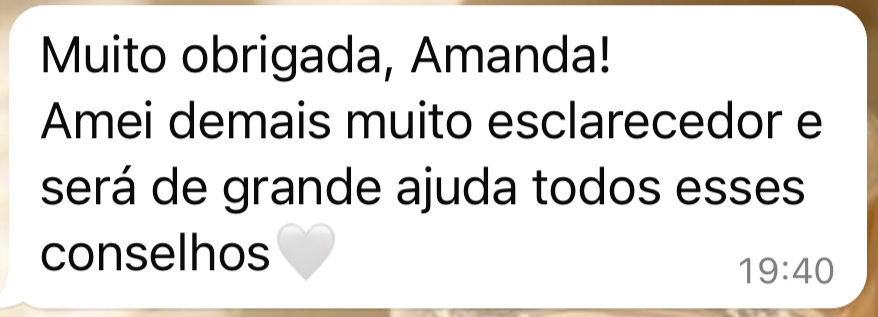 Muito obrigada, Amanda!
Amei demais muito esclarecedor e
será de grande ajuda todos esses
conselhos🤍
19:40